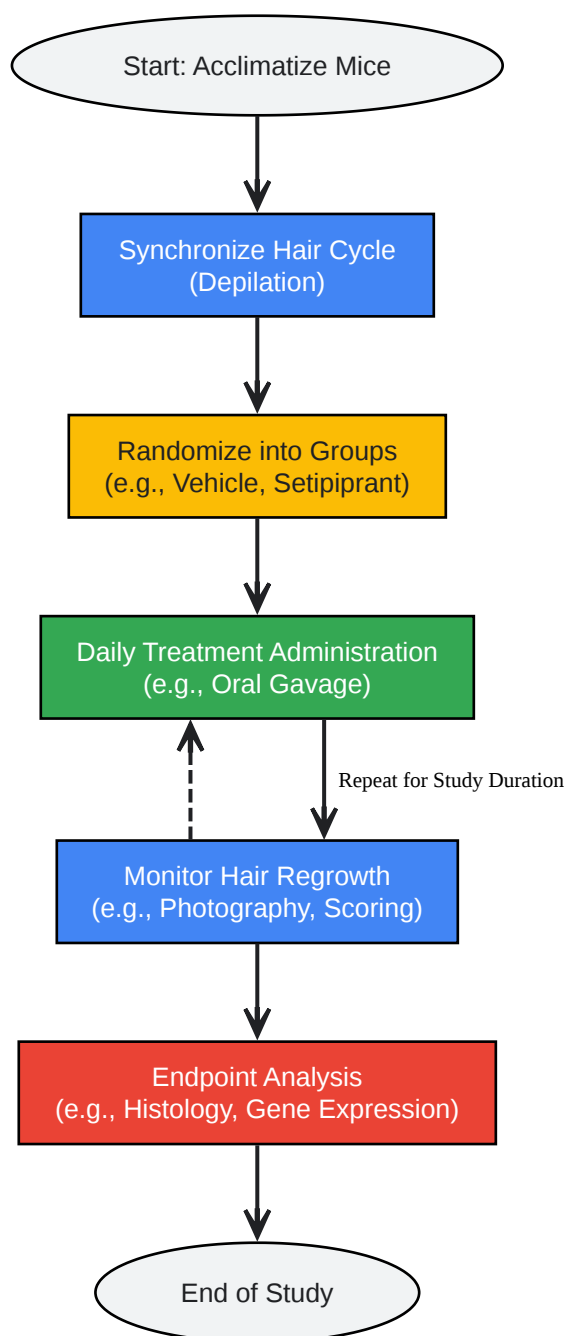 Start: Acclimatize Mice
Synchronize Hair Cycle
(Depilation)
Randomize into Groups
(e.g., Vehicle, Setipiprant)
Daily Treatment Administration
(e.g., Oral Gavage)
Repeat for Study Duration
Monitor Hair Regrowth
(e.g., Photography, Scoring)
Endpoint Analysis
(e.g., Histology, Gene Expression)
End of Study